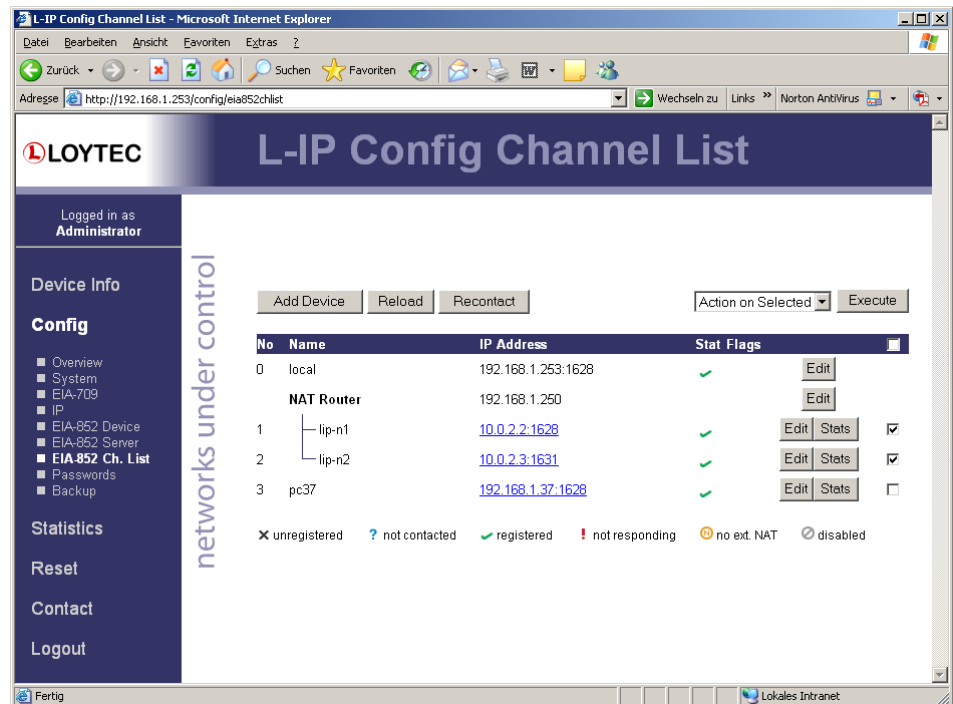 L-IP Config Channel List - Microsoft Internet Explorer
Datei Bearbeiten Ansicht Favoriten Extras ?
Zurück Suchen Favoriten
Adresse http://192.168.1.253/config/eia852chlist Wechseln zu Links » Norton AntiVirus
LOYTEC
L-IP Config Channel List
Logged in as
Administrator
Device Info
Config
Overview
System
EIA-709
IP
EIA-852 Device
EIA-852 Server
EIA-852 Ch. List
Passwords
Backup
Statistics
Reset
Contact
Logout
networks under control
Add Device Reload Recontact Action on Selected Execute
No Name IP Address Stat Flags
0 local 192.168.1.253:1628 Edit
NAT Router 192.168.1.250 Edit
1 lip-n1 10.0.2.2:1628 Edit Stats
2 lip-n2 10.0.2.3:1631 Edit Stats
3 pc37 192.168.1.37:1628 Edit Stats
unregistered ? not contacted registered ! not responding N no ext. NAT disabled
Fertig Lokales Intranet